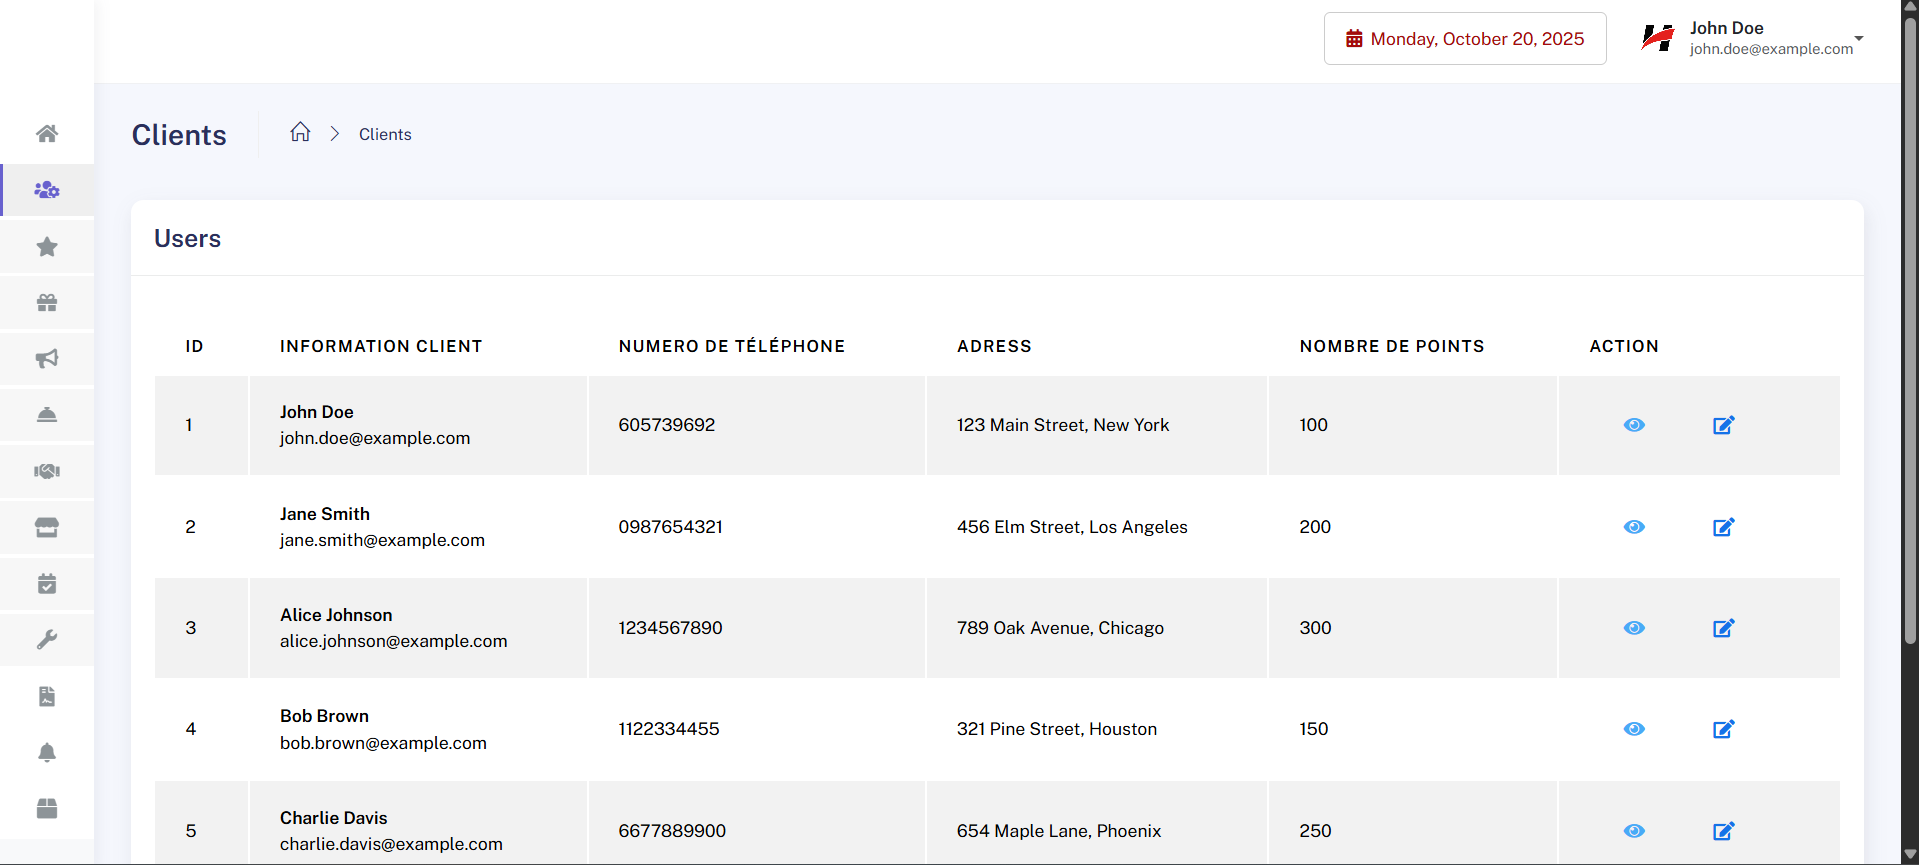 Monday, October 20, 2025
John Doe
john.doe@example.com
Clients
Clients
Users
ID INFORMATION CLIENT NUMERO DE TÉLÉPHONE ADRESS NOMBRE DE POINTS ACTION
1 John Doe 605739692 123 Main Street, New York 100
john.doe@example.com
2 Jane Smith 0987654321 456 Elm Street, Los Angeles 200
jane.smith@example.com
3 Alice Johnson 1234567890 789 Oak Avenue, Chicago 300
alice.johnson@example.com
4 Bob Brown 1122334455 321 Pine Street, Houston 150
bob.brown@example.com
5 Charlie Davis 6677889900 654 Maple Lane, Phoenix 250
charlie.davis@example.com